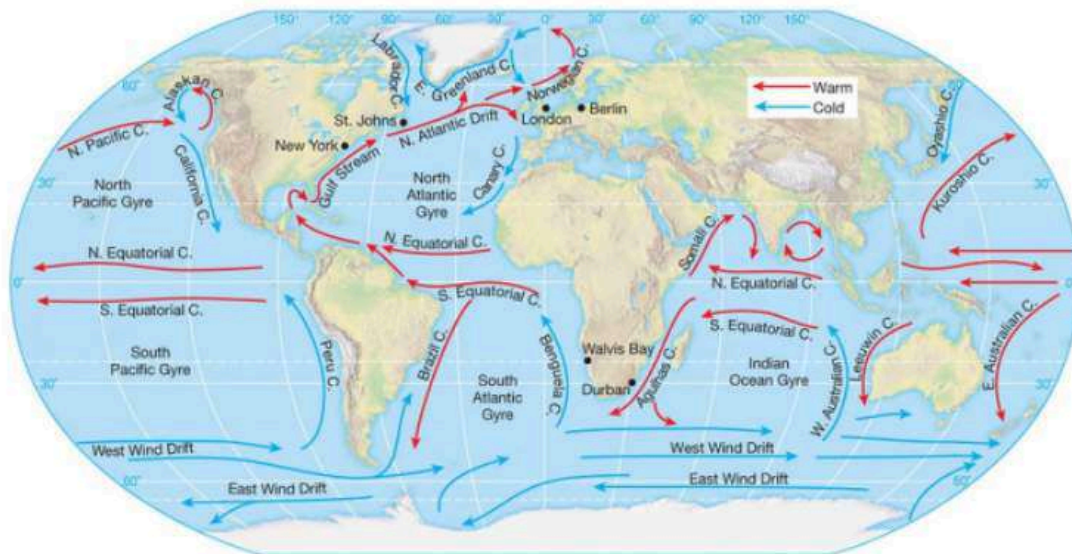 150°
120°
90°
0°
30°
60°
90°
120°
150°
Labrador C.
E. Greenland C.
Norwegian C.
Alaskan C.
Warm
Cold
St. Johns
London
Berlin
N. Pacific C.
N. Atlantic Drift
Oyashio C.
New York
California C.
Gulf Stream
Canary C.
Kuroshio C.
30°
North
Pacific Gyre
North
Atlantic
Gyre
30°
Somali C.
N. Equatorial C.
N. Equatorial C.
N. Equatorial C.
0°
0°
S. Equatorial C.
S. Equatorial C.
S. Equatorial C.
Leeuwin C.
E. Australian C.
South
Pacific Gyre
Peru C.
Brazil C.
South
Atlantic
Gyre
Benguela C.
Walvis Bay
Durban
Agulhas C.
Indian
Ocean Gyre
W. Australian C.
30°
30°
West Wind Drift
West Wind Drift
East Wind Drift
East Wind Drift
60°